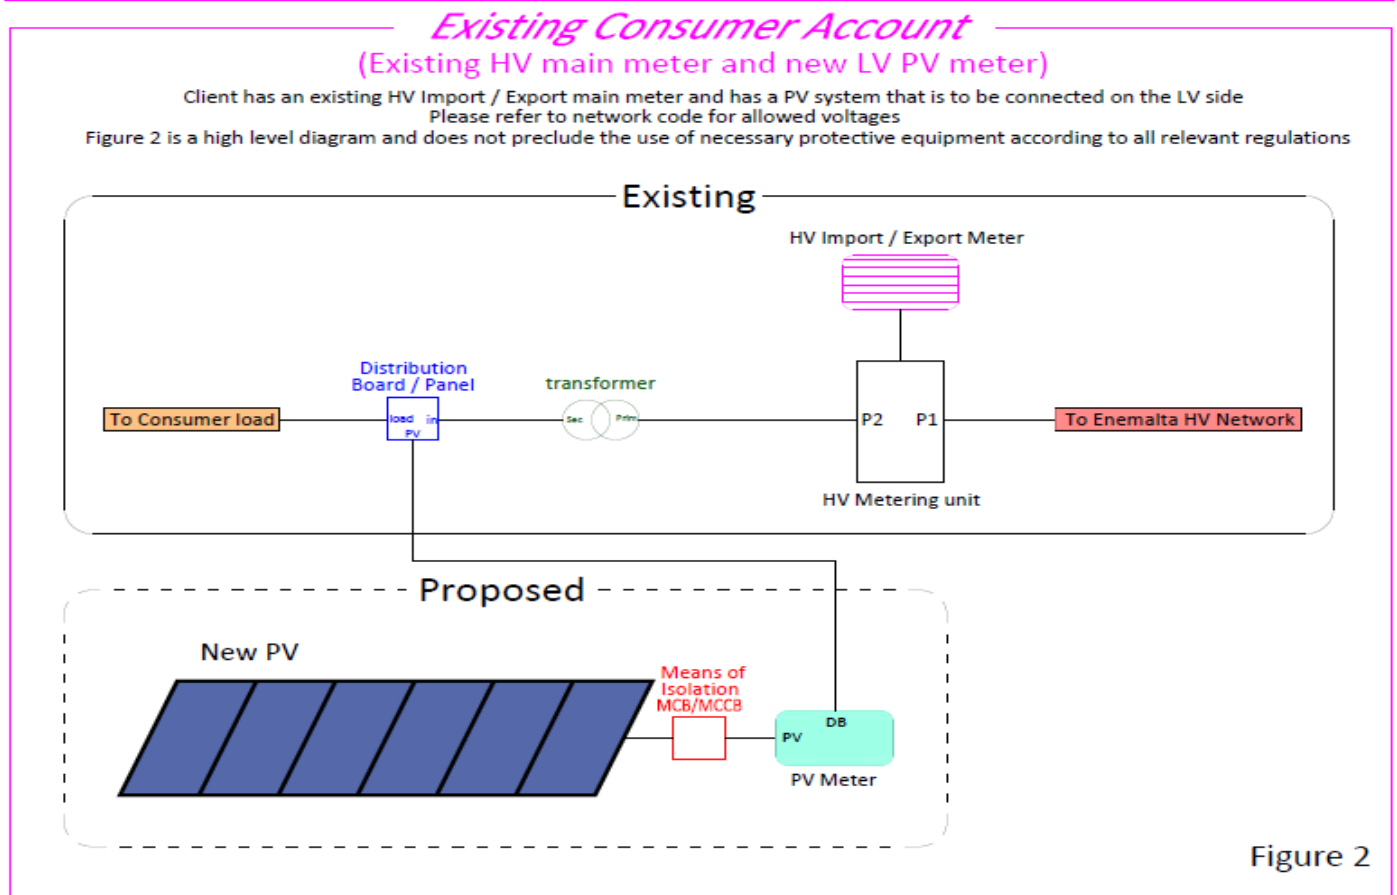 Existing Consumer Account
(Existing HV main meter and new LV PV meter)
Client has an existing HV Import / Export main meter and has a PV system that is to be connected on the LV side
Please refer to network code for allowed voltages
Figure 2 is a high level diagram and does not preclude the use of necessary protective equipment according to all relevant regulations
Existing
HV Import / Export Meter
Distribution
Board / Panel
transformer
To Consumer load
load in
PV
Sec Prim
P2 P1
To Enemalta HV Network
HV Metering unit
Proposed
New PV
Means of
Isolation
MCB/MCCB
DB
PV
PV Meter
Figure 2